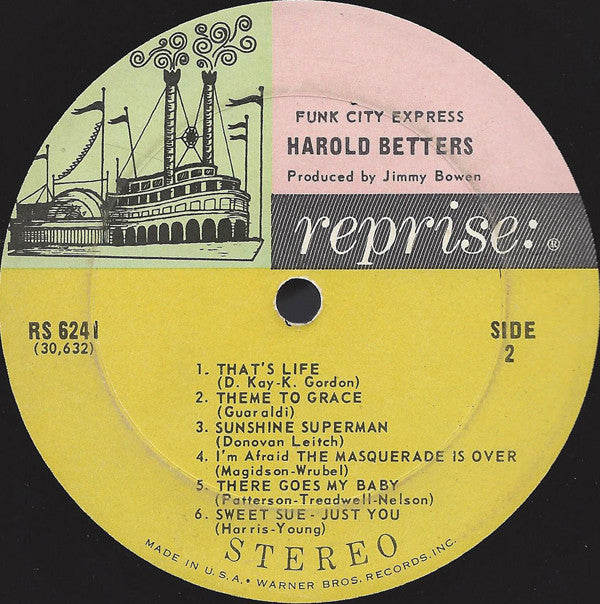 FUNK CITY EXPRESS
HAROLD BETTERS
Produced by Jimmy Bowen
reprise: ®
RS 6241
(30,632)
SIDE
2
1. THAT'S LIFE
(D. Kay-K. Gordon)
2. THEME TO GRACE
(Guaraldi)
3. SUNSHINE SUPERMAN
(Donovan Leitch)
4. I'm Afraid THE MASQUERADE IS OVER
(Magidson-Wrubel)
5. THERE GOES MY BABY
(Patterson-Treadwell-Nelson)
6. SWEET SUE - JUST YOU
(Harris-Young)
STEREO
MADE IN U.S.A. • WARNER BROS. RECORDS, INC.